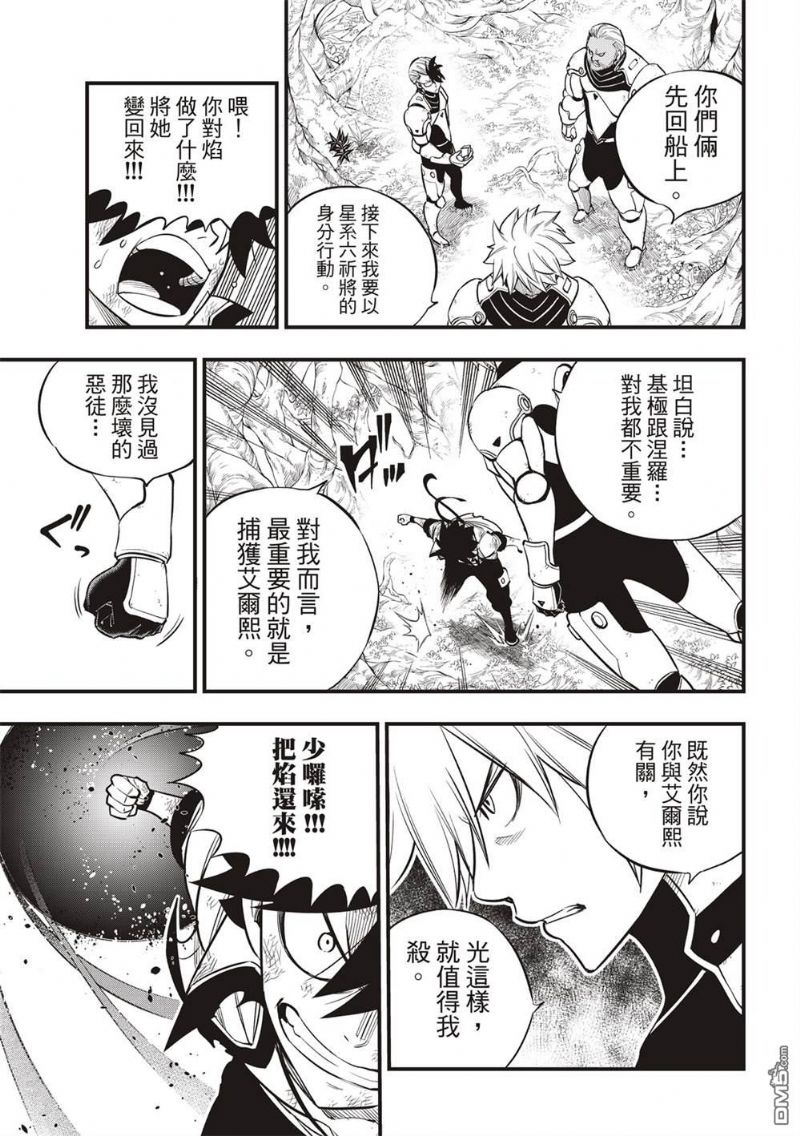 你們倆
先回船上。
接下來我要以
星系六祈將的
身分行動。
喂！
你對焰
做了什麼!!!
將她
變回來!!!
坦白說…
基極跟涅羅…
對我都不重要。
對我而言，
最重要的就是
捕獲艾爾熙。
我沒見過
那麼壞的
惡徒…
既然你說
你與艾爾熙
有關，
光這樣，
就值得我
殺。
少囉嗦!!!
把焰還來!!!!
DM5.com